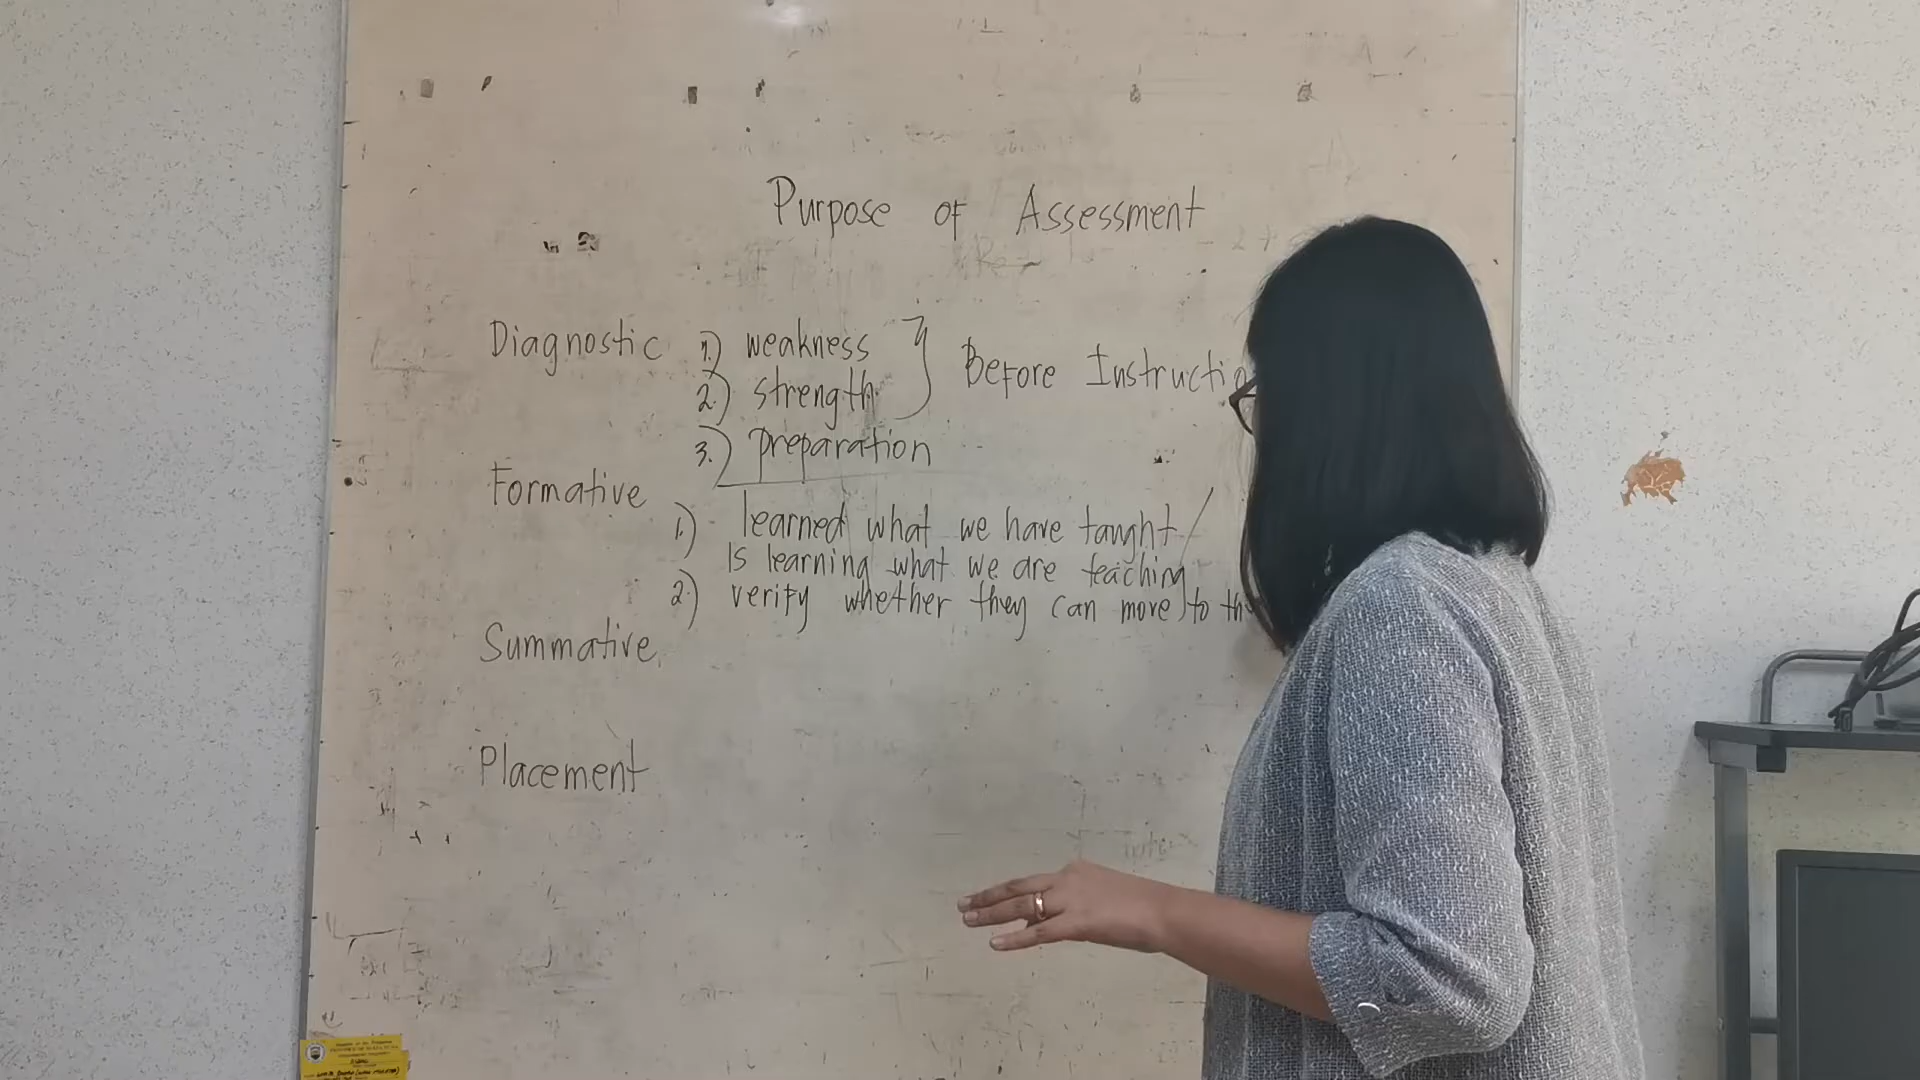 Purpose of Assessment
Diagnostic 1.) weakness
2.) strength
Before Instructio
3.) preparation
Formative
1.) learned what we have taught
Is learning what we are teaching
2.) verify whether they can move to th
Summative
Placement